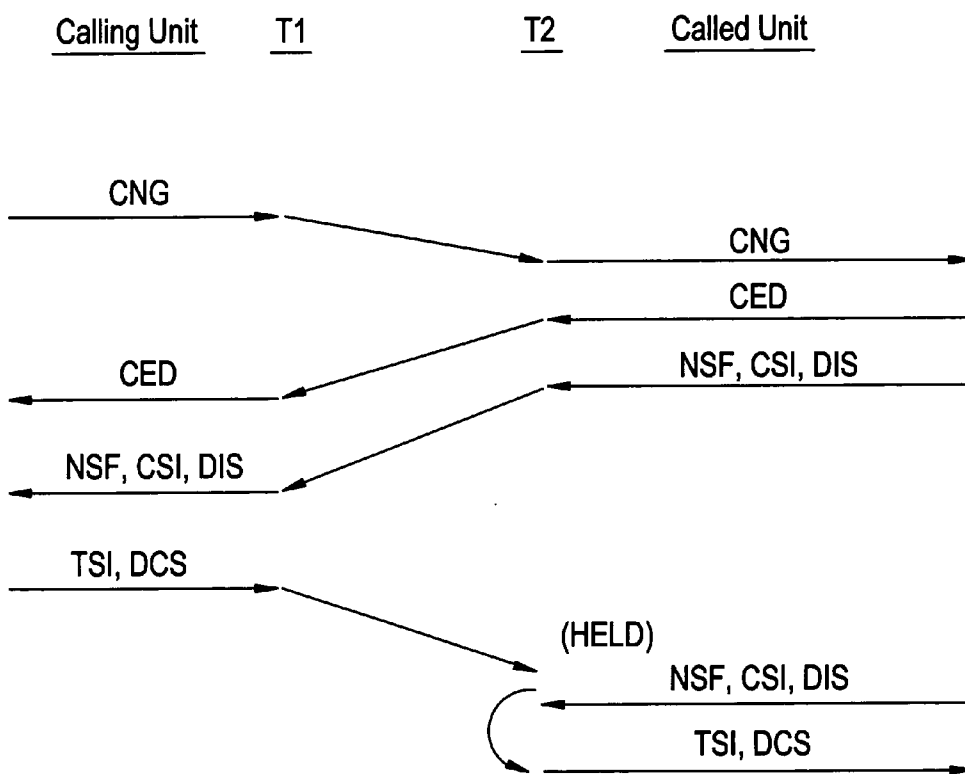 Calling Unit T1 T2 Called Unit
CNG
CNG
CED
CED
NSF, CSI, DIS
NSF, CSI, DIS
TSI, DCS
(HELD)
NSF, CSI, DIS
TSI, DCS